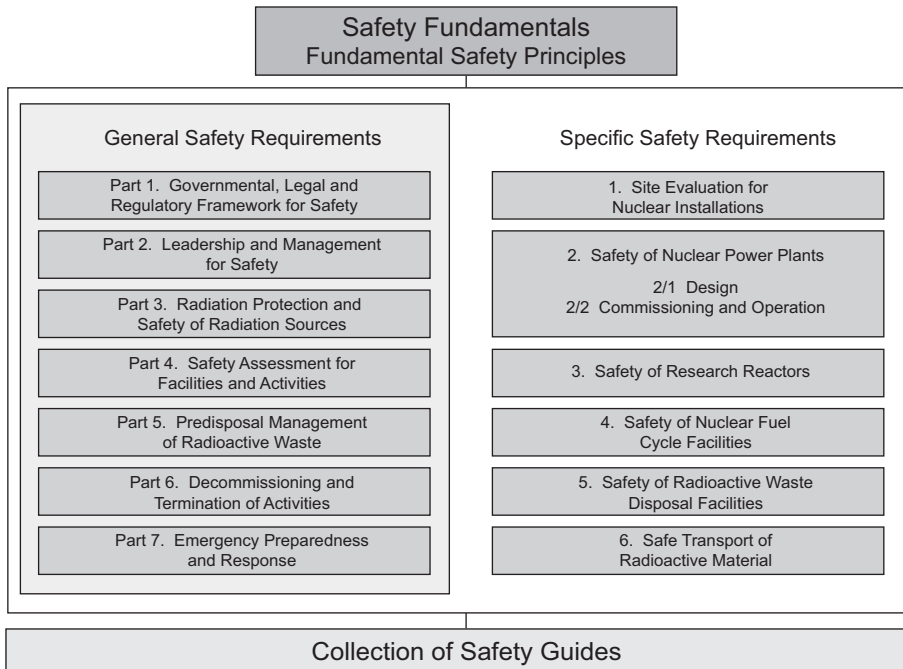 Safety Fundamentals
Fundamental Safety Principles
General Safety Requirements
Part 1. Governmental, Legal and
Regulatory Framework for Safety
Part 2. Leadership and Management
for Safety
Part 3. Radiation Protection and
Safety of Radiation Sources
Part 4. Safety Assessment for
Facilities and Activities
Part 5. Predisposal Management
of Radioactive Waste
Part 6. Decommissioning and
Termination of Activities
Part 7. Emergency Preparedness
and Response
Specific Safety Requirements
1. Site Evaluation for
Nuclear Installations
2. Safety of Nuclear Power Plants
2/1 Design
2/2 Commissioning and Operation
3. Safety of Research Reactors
4. Safety of Nuclear Fuel
Cycle Facilities
5. Safety of Radioactive Waste
Disposal Facilities
6. Safe Transport of
Radioactive Material
Collection of Safety Guides